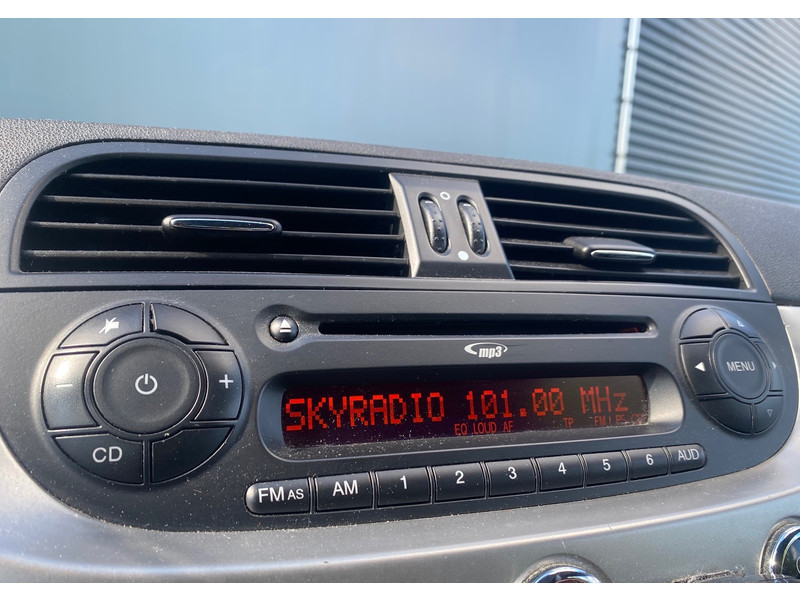 mp3
SKYRADIO 101.00 MHz
EQ LOUD AF TP FM
MENU
CD
FM AS AM 1 2 3 4 5 6 AUD